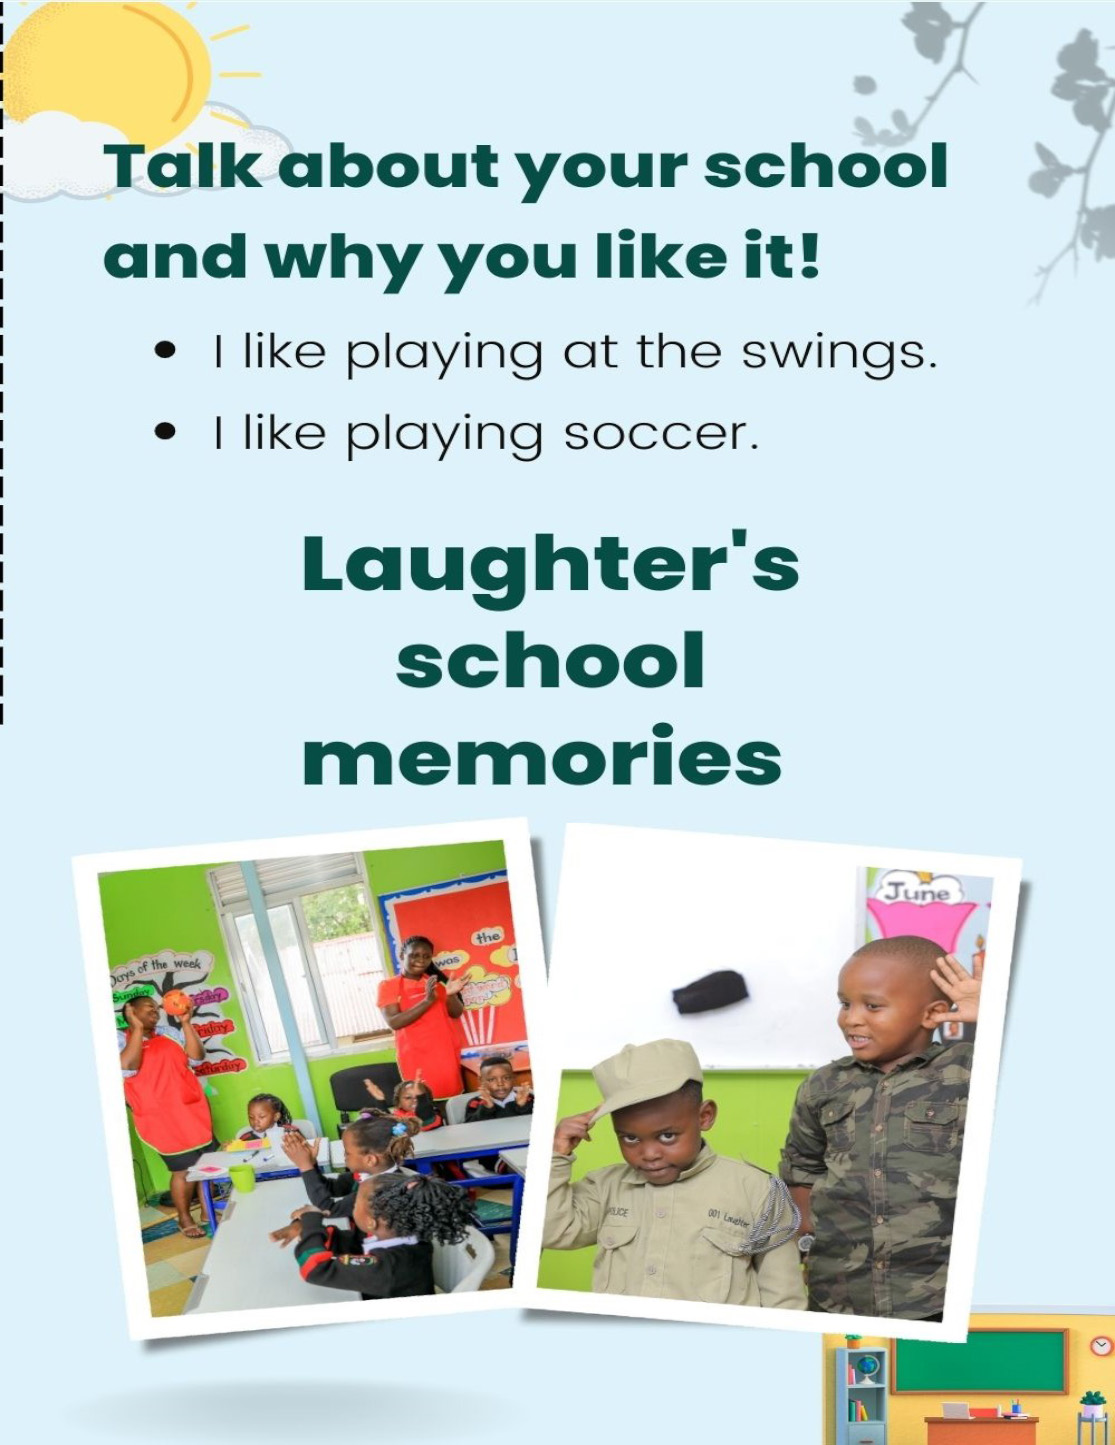 Talk about your school
and why you like it!
• I like playing at the swings.
• I like playing soccer.
Laughter's
school
memories
Days of the week
Sunday
Friday
Saturday
the
was
June
POLICE
001 Laughter